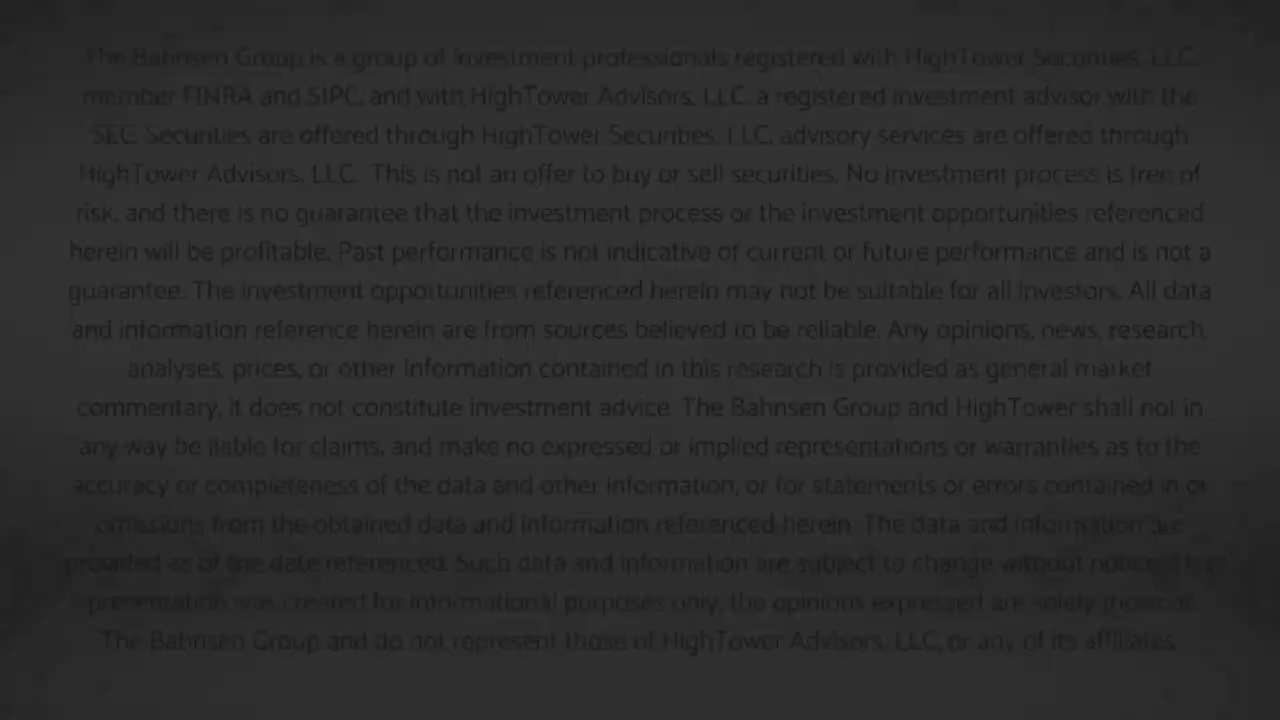 The Bahnsen Group is a group of investment professionals registered with HighTower Securities, LLC,
member FINRA and SIPC, and with HighTower Advisors, LLC, a registered investment advisor with the
SEC. Securities are offered through HighTower Securities, LLC, advisory services are offered through
HighTower Advisors, LLC. This is not an offer to buy or sell securities. No investment process is free of
risk, and there is no guarantee that the investment process or the investment opportunities referenced
herein will be profitable. Past performance is not indicative of current or future performance and is not a
guarantee. The investment opportunities referenced herein may not be suitable for all investors. All data
and information reference herein are from sources believed to be reliable. Any opinions, news, research,
analyses, prices, or other information contained in this research is provided as general market
commentary, it does not constitute investment advice. The Bahnsen Group and HighTower shall not in
any way be liable for claims, and make no expressed or implied representations or warranties as to the
accuracy or completeness of the data and other information, or for statements or errors contained in or
omissions from the obtained data and information referenced herein. The data and information are
provided as of the date referenced. Such data and information are subject to change without notice. This
presentation was created for informational purposes only; the opinions expressed are solely those of
The Bahnsen Group and do not represent those of HighTower Advisors, LLC, or any of its affiliates.